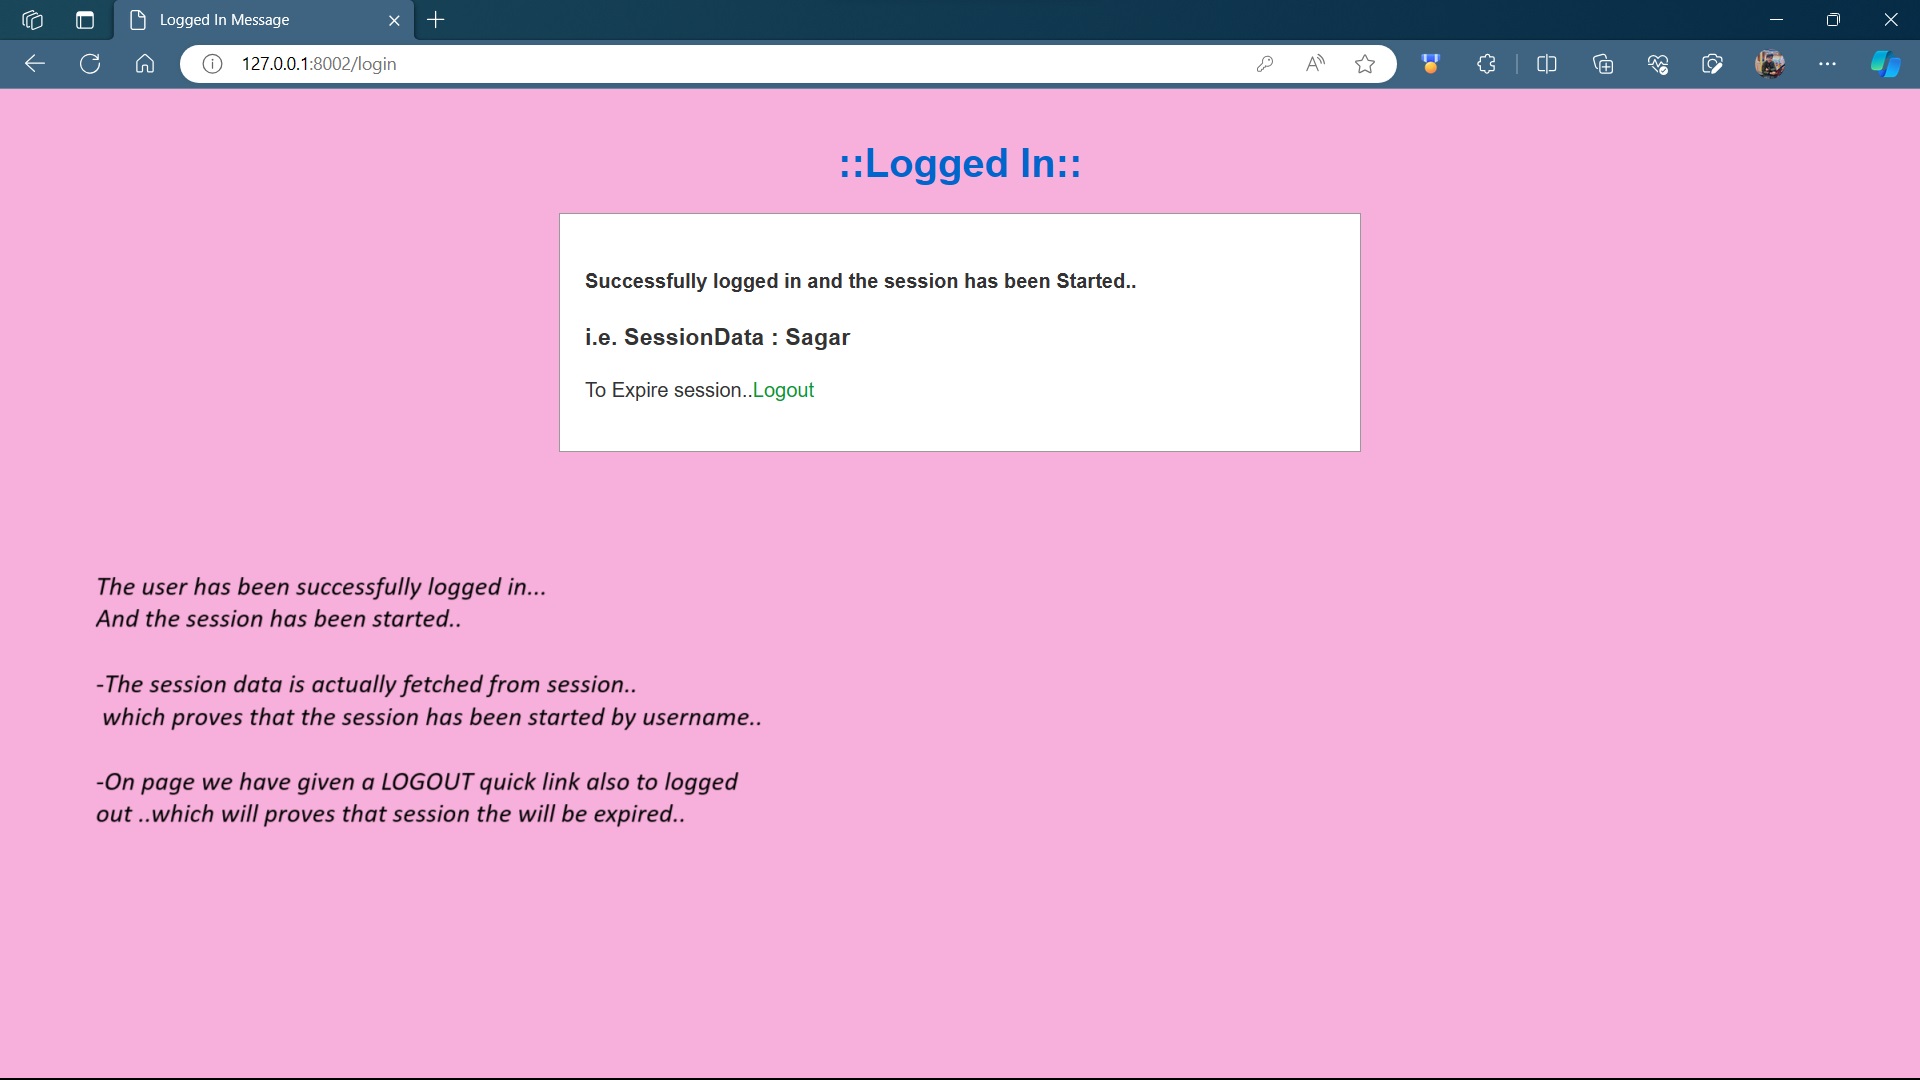 Logged In Message
127.0.0.1:8002/login
::Logged In::
Successfully logged in and the session has been Started..
i.e. SessionData : Sagar
To Expire session..Logout
The user has been successfully logged in...
And the session has been started..
-The session data is actually fetched from session..
which proves that the session has been started by username..
-On page we have given a LOGOUT quick link also to logged
out ..which will proves that session the will be expired..